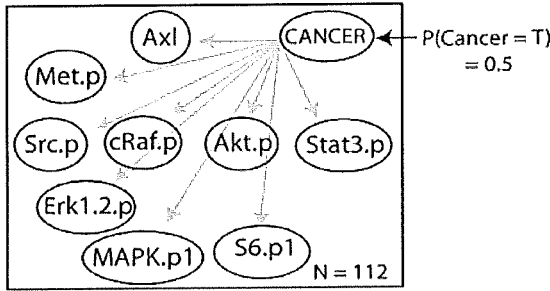 Axl
CANCER
P(Cancer = T)
= 0.5
Met.p
Src.p
cRaf.p
Akt.p
Stat3.p
Erk1.2.p
MAPK.p1
S6.p1
N = 112